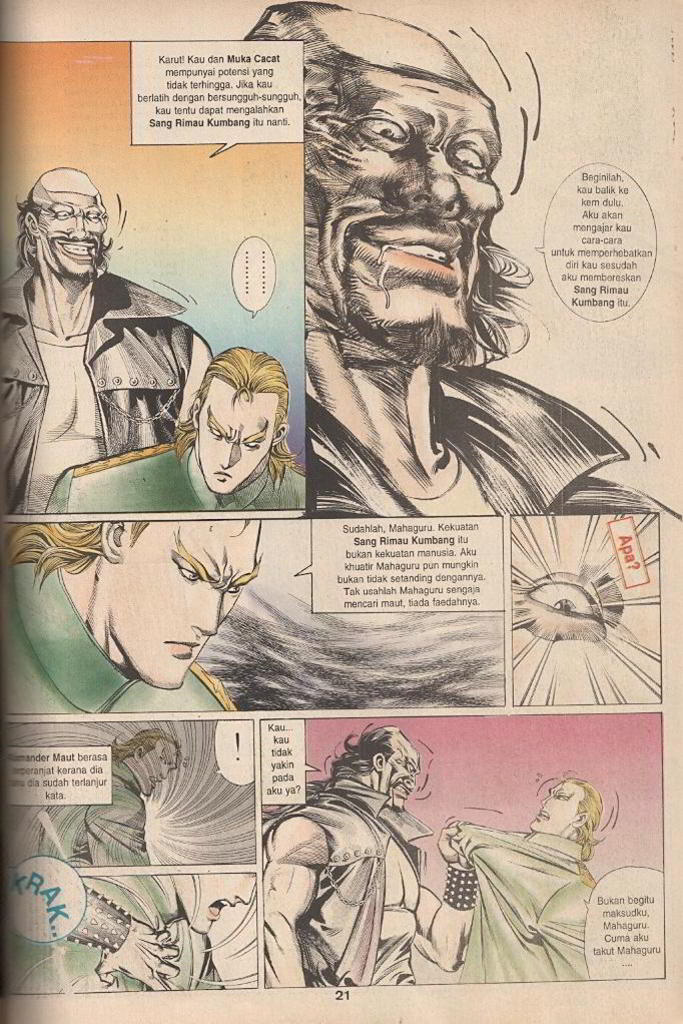 Karut! Kau dan Muka Cacat
mempunyai potensi yang
tidak terhingga. Jika kau
berlatih dengan bersungguh-sungguh,
kau tentu dapat mengalahkan
Sang Rimau Kumbang itu nanti.
Beginilah,
kau balik ke
kem dulu.
Aku akan
mengajar kau
cara-cara
untuk memperhebatkan
diri kau sesudah
aku membereskan
Sang Rimau
Kumbang itu.
Sudahlah, Mahaguru. Kekuatan
Sang Rimau Kumbang itu
bukan kekuatan manusia. Aku
khuatir Mahaguru pun mungkin
bukan tidak setanding dengannya.
Tak usahlah Mahaguru sengaja
mencari maut, tiada faedahnya.
Apa?
Maut berasa
kerana dia
dia sudah terlanjur
kata.
!
KRAK..
Kau...
kau
tidak
yakin
pada
aku ya?
Bukan begitu
maksudku,
Mahaguru.
Cuma aku
takut Mahaguru
....
21